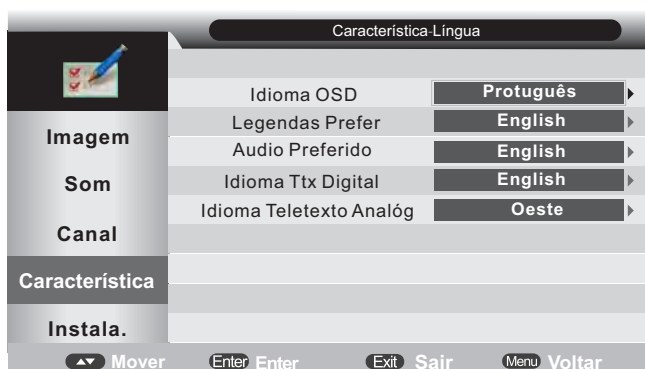 Característica-Língua
Idioma OSD Protuguês
Legendas Prefer English
Audio Preferido English
Idioma Ttx Digital English
Idioma Teletexto Analóg Oeste
Imagem
Som
Canal
Característica
Instala.
Mover Enter Enter Exit Sair Menu Voltar